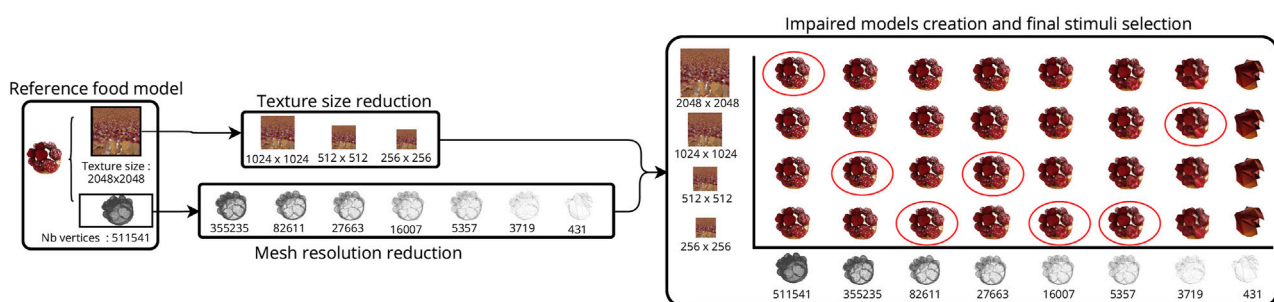 Impaired models creation and final stimuli selection
Reference food model
Texture size :
2048x2048
Nb vertices : 511541
Texture size reduction
1024 x 1024 512 x 512 256 x 256
355235 82611 27663 16007 5357 3719 431
Mesh resolution reduction
2048 x 2048
1024 x 1024
512 x 512
256 x 256
511541 355235 82611 27663 16007 5357 3719 431